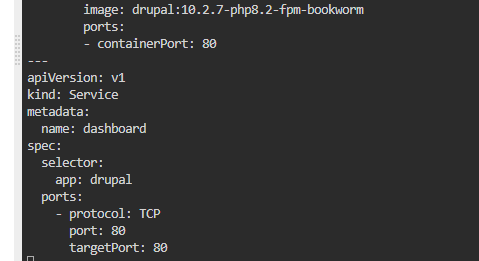 image: drupal:10.2.7-php8.2-fpm-bookworm
ports:
- containerPort: 80
---
apiVersion: v1
kind: Service
metadata:
  name: dashboard
spec:
  selector:
    app: drupal
  ports:
    - protocol: TCP
      port: 80
      targetPort: 80